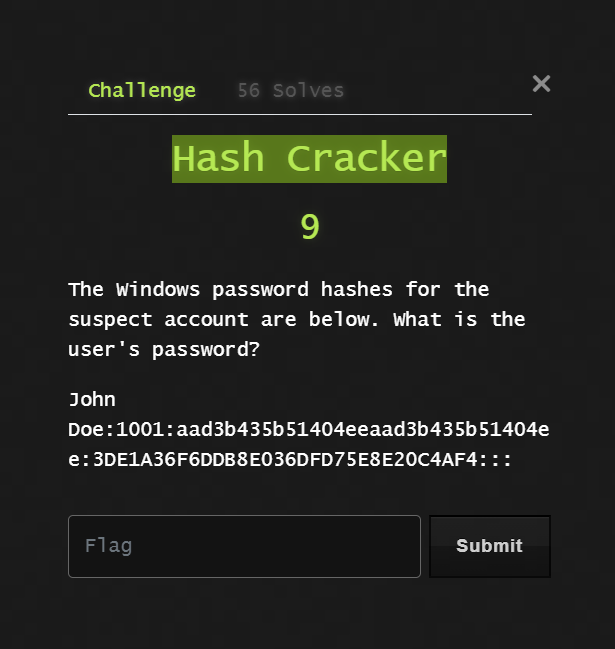 Challenge
56 Solves
×
Hash Cracker
9
The Windows password hashes for the
suspect account are below. What is the
user's password?
John
Doe:1001:aad3b435b51404eeaad3b435b51404e
e:3DE1A36F6DDB8E036DFD75E8E20C4AF4:::
Flag
Submit